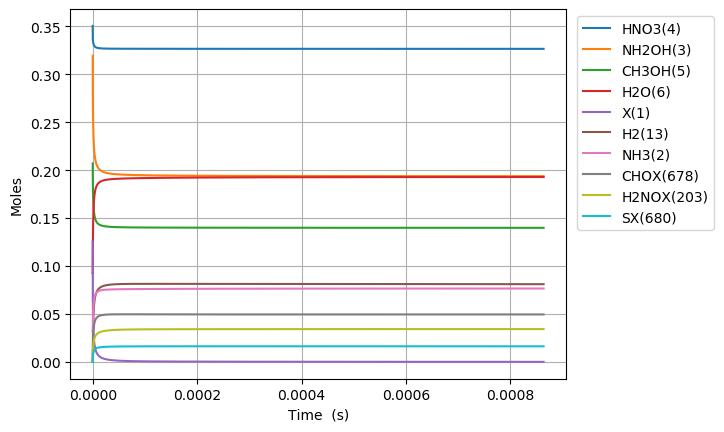 0.35
0.30
0.25
0.20
0.15
0.10
0.05
0.00
Moles
0.0000 0.0002 0.0004 0.0006 0.0008
Time (s)
HNO3(4)
NH2OH(3)
CH3OH(5)
H2O(6)
X(1)
H2(13)
NH3(2)
CHOX(678)
H2NOX(203)
SX(680)